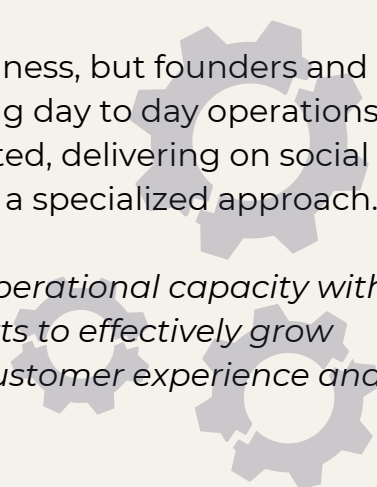 ness, but founders and
g day to day operations
ted, delivering on social
a specialized approach.
perational capacity with
ts to effectively grow
ustomer experience and